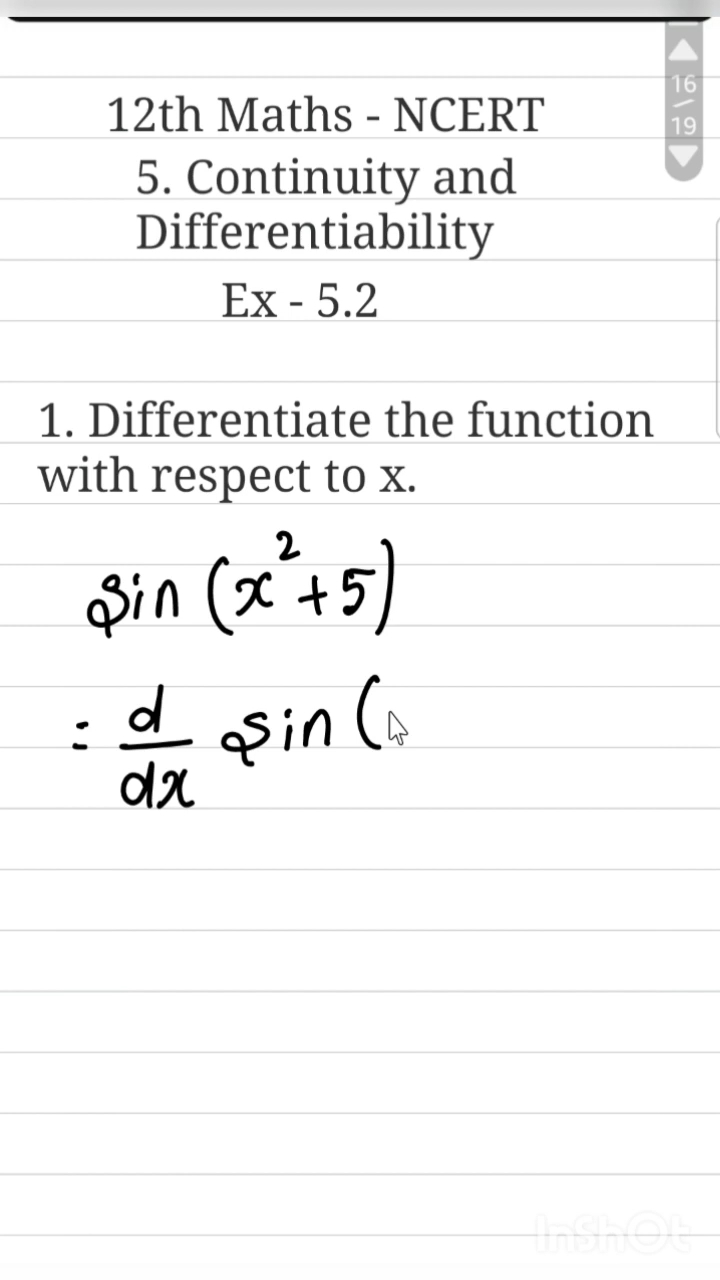 16
19
12th Maths - NCERT
5. Continuity and
Differentiability
Ex - 5.2
1. Differentiate the function
with respect to x.
sin (x² + 5)
= d/dx sin (
InShOt